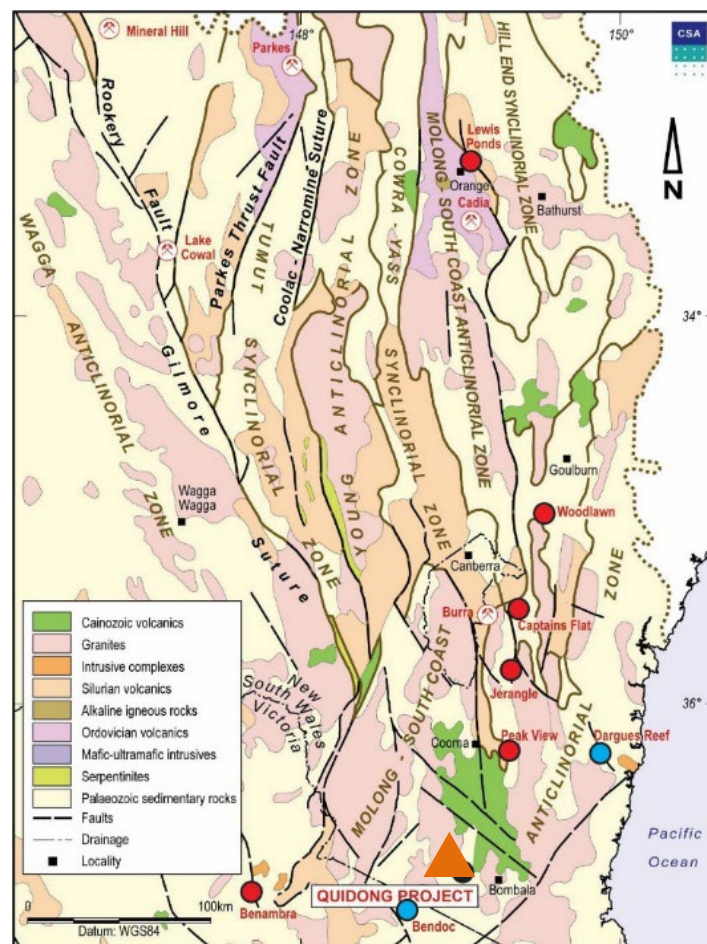 148°
150°
CSA
Mineral Hill
Parkes
Rookery
Fault
Lake
Cowal
Parkes Thrust Fault
TUMUT
SYNCLINORIAL
ZONE
Coolac - Narromine Suture
YOUNG
ANTICLINORIAL
ZONE
COWRA - YASS
SYNCLINORIAL
ZONE
MOLONG - SOUTH COAST ANTICLINORIAL ZONE
HILL END SYNCLINORIAL ZONE
Lewis
Ponds
Orange
Cadia
Bathurst
N
WAGGA
ANTICLINORIAL
ZONE
Gilmore
Suture
34°
Wagga
Wagga
Goulburn
Woodlawn
Canberra
Burra
Captains Flat
Jerangle
ZONE
36°
Cooma
Peak View
Dargues Reef
MOLONG - SOUTH COAST
ANTICLINORIAL
New
South Wales
Victoria
Pacific
Ocean
Bombala
QUIDONG PROJECT
Benambra
Bendoc
Cainozoic volcanics
Granites
Intrusive complexes
Silurian volcanics
Alkaline igneous rocks
Ordovician volcanics
Mafic-ultramafic intrusives
Serpentinites
Palaeozoic sedimentary rocks
Faults
Drainage
Locality
0 100km
Datum: WGS84